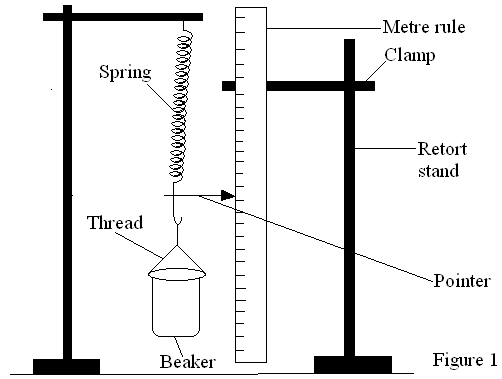 Metre rule
Clamp
Spring
Retort
stand
Thread
Pointer
Beaker
Figure 1